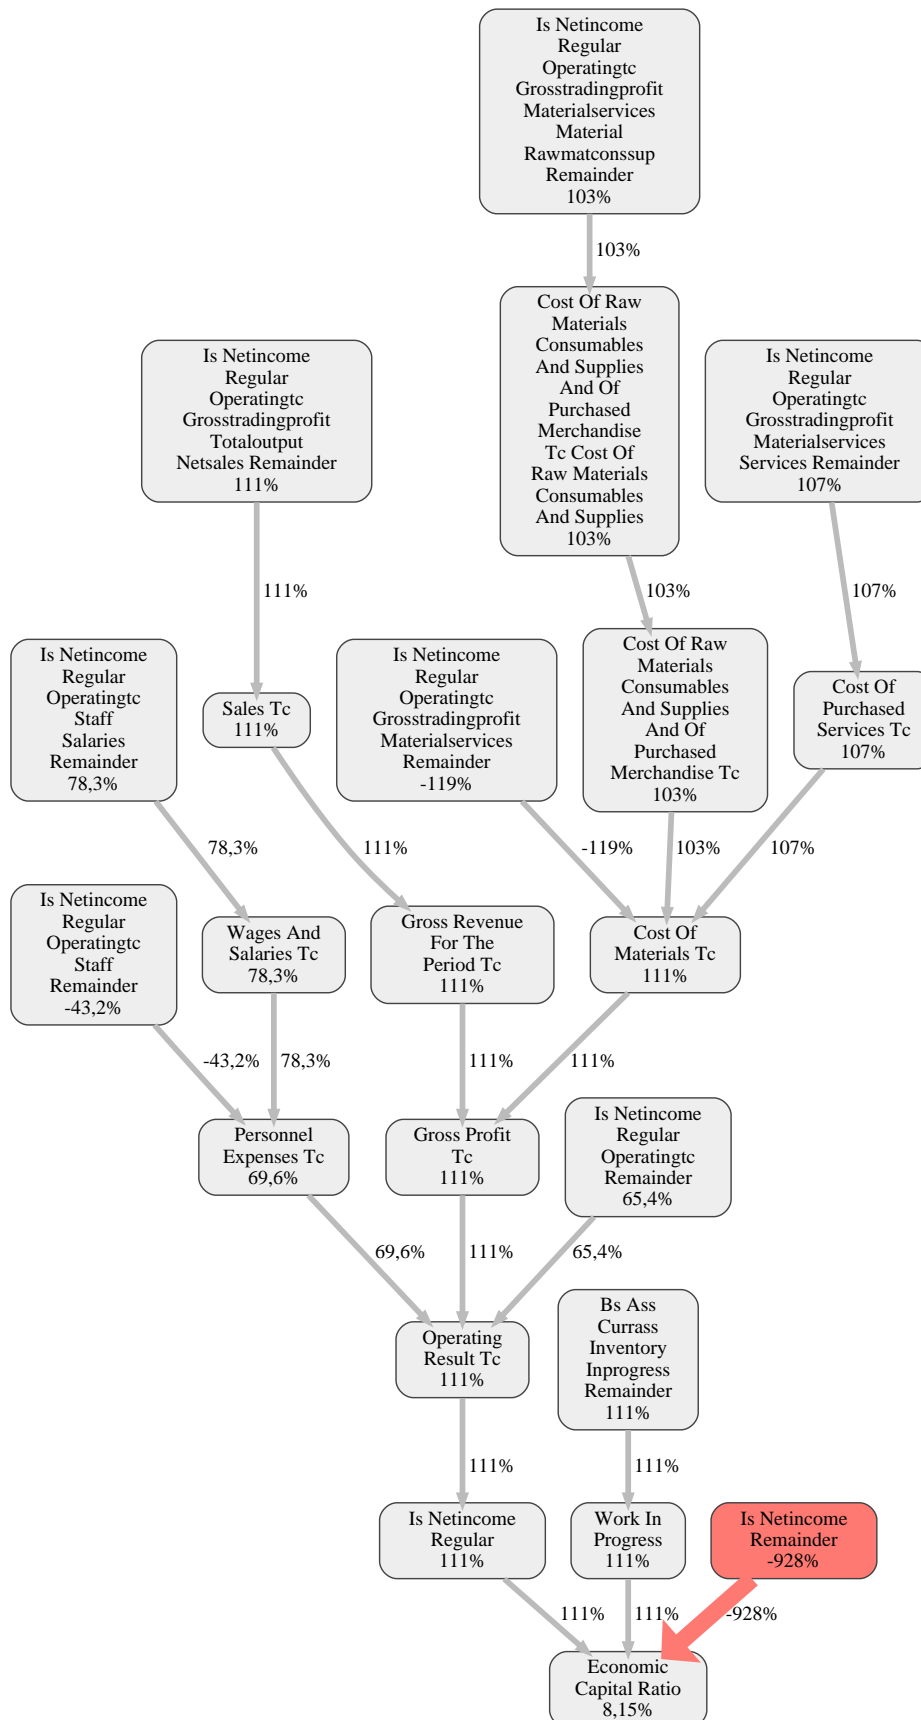 Is Netincome
Regular
Operatingtc
Grosstradingprofit
Materialservices
Material
Rawmatconssup
Remainder
103%
103%
Cost Of Raw
Materials
Consumables
And Supplies
And Of
Purchased
Merchandise
Tc Cost Of
Raw Materials
Consumables
And Supplies
103%
Is Netincome
Regular
Operatingtc
Grosstradingprofit
Totaloutput
Netsales Remainder
111%
Is Netincome
Regular
Operatingtc
Grosstradingprofit
Materialservices
Services Remainder
107%
111%
103%
107%
Is Netincome
Regular
Operatingtc
Staff
Salaries
Remainder
78,3%
Sales Tc
111%
Is Netincome
Regular
Operatingtc
Grosstradingprofit
Materialservices
Remainder
-119%
Cost Of Raw
Materials
Consumables
And Supplies
And Of
Purchased
Merchandise Tc
103%
Cost Of
Purchased
Services Tc
107%
78,3%
111%
-119%
103%
107%
Is Netincome
Regular
Operatingtc
Staff
Remainder
-43,2%
Wages And
Salaries Tc
78,3%
Gross Revenue
For The
Period Tc
111%
Cost Of
Materials Tc
111%
-43,2%
78,3%
111%
111%
Personnel
Expenses Tc
69,6%
Gross Profit
Tc
111%
Is Netincome
Regular
Operatingtc
Remainder
65,4%
69,6%
111%
65,4%
Operating
Result Tc
111%
Bs Ass
Currass
Inventory
Inprogress
Remainder
111%
111%
111%
Is Netincome
Regular
111%
Work In
Progress
111%
Is Netincome
Remainder
-928%
111%
111%
-928%
Economic
Capital Ratio
8,15%